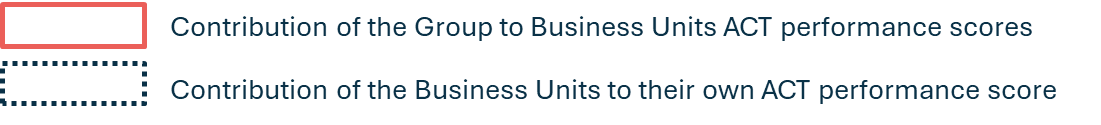 Contribution of the Group to Business Units ACT performance scores
Contribution of the Business Units to their own ACT performance score